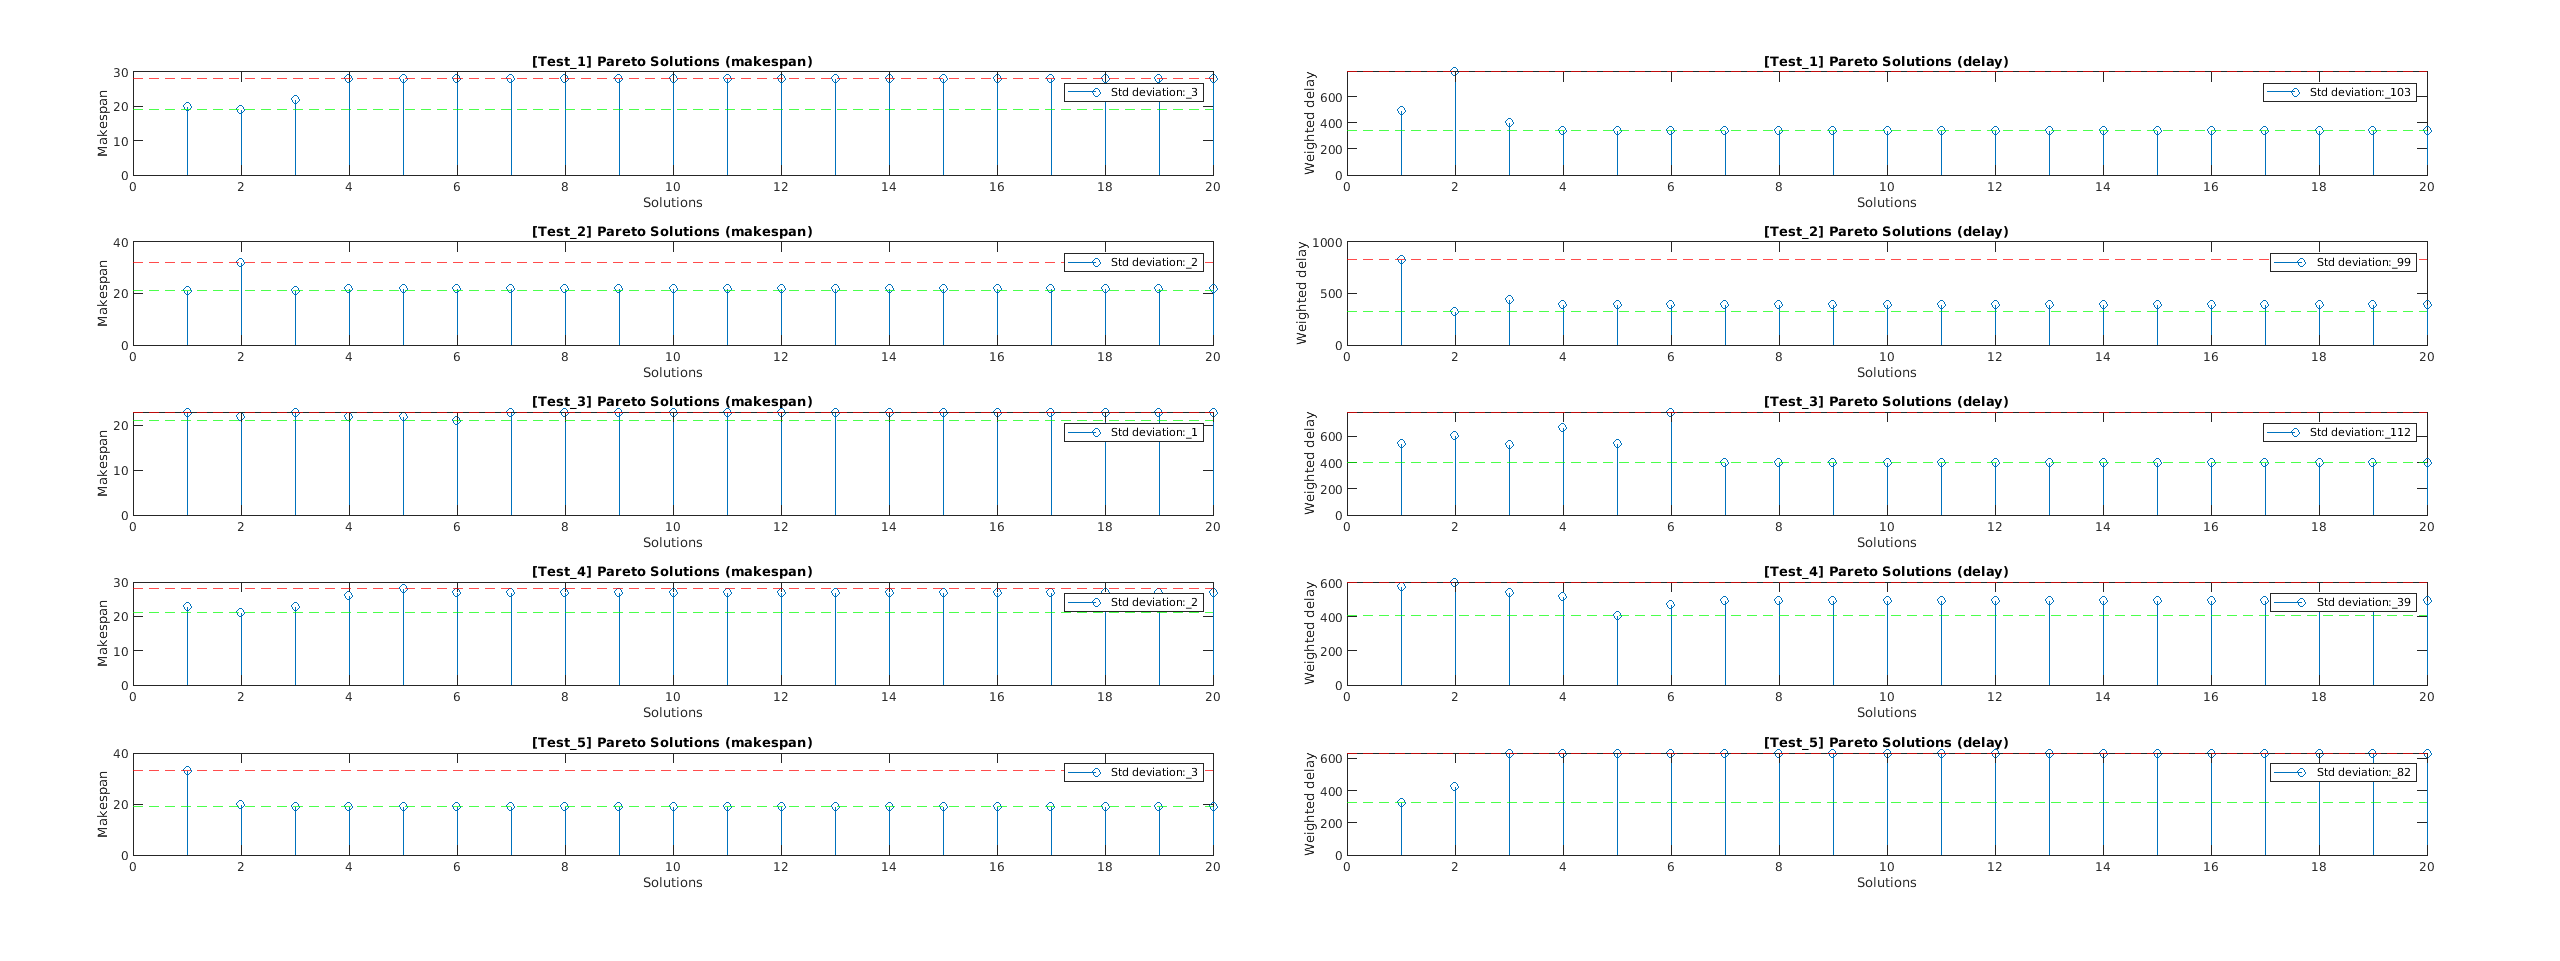 [Test_1] Pareto Solutions (makespan)
Makespan
30
20
10
0
Std deviation:_3
0 2 4 6 8 10 12 14 16 18 20
Solutions
[Test_1] Pareto Solutions (delay)
Weighted delay
600
400
200
0
Std deviation:_103
0 2 4 6 8 10 12 14 16 18 20
Solutions
[Test_2] Pareto Solutions (makespan)
Makespan
40
20
0
Std deviation:_2
0 2 4 6 8 10 12 14 16 18 20
Solutions
[Test_2] Pareto Solutions (delay)
Weighted delay
1000
500
0
Std deviation:_99
0 2 4 6 8 10 12 14 16 18 20
Solutions
[Test_3] Pareto Solutions (makespan)
Makespan
20
10
0
Std deviation:_1
0 2 4 6 8 10 12 14 16 18 20
Solutions
[Test_3] Pareto Solutions (delay)
Weighted delay
600
400
200
0
Std deviation:_112
0 2 4 6 8 10 12 14 16 18 20
Solutions
[Test_4] Pareto Solutions (makespan)
Makespan
30
20
10
0
Std deviation:_2
0 2 4 6 8 10 12 14 16 18 20
Solutions
[Test_4] Pareto Solutions (delay)
Weighted delay
600
400
200
0
Std deviation:_39
0 2 4 6 8 10 12 14 16 18 20
Solutions
[Test_5] Pareto Solutions (makespan)
Makespan
40
20
0
Std deviation:_3
0 2 4 6 8 10 12 14 16 18 20
Solutions
[Test_5] Pareto Solutions (delay)
Weighted delay
600
400
200
0
Std deviation:_82
0 2 4 6 8 10 12 14 16 18 20
Solutions